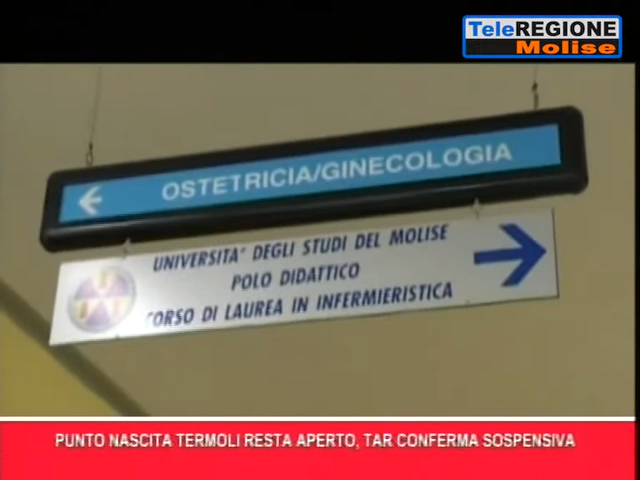 TeleREGIONE
Molise
OSTETRICIA/GINECOLOGIA
UNIVERSITA' DEGLI STUDI DEL MOLISE
POLO DIDATTICO
CORSO DI LAUREA IN INFERMIERISTICA
PUNTO NASCITA TERMOLI RESTA APERTO, TAR CONFERMA SOSPENSIVA